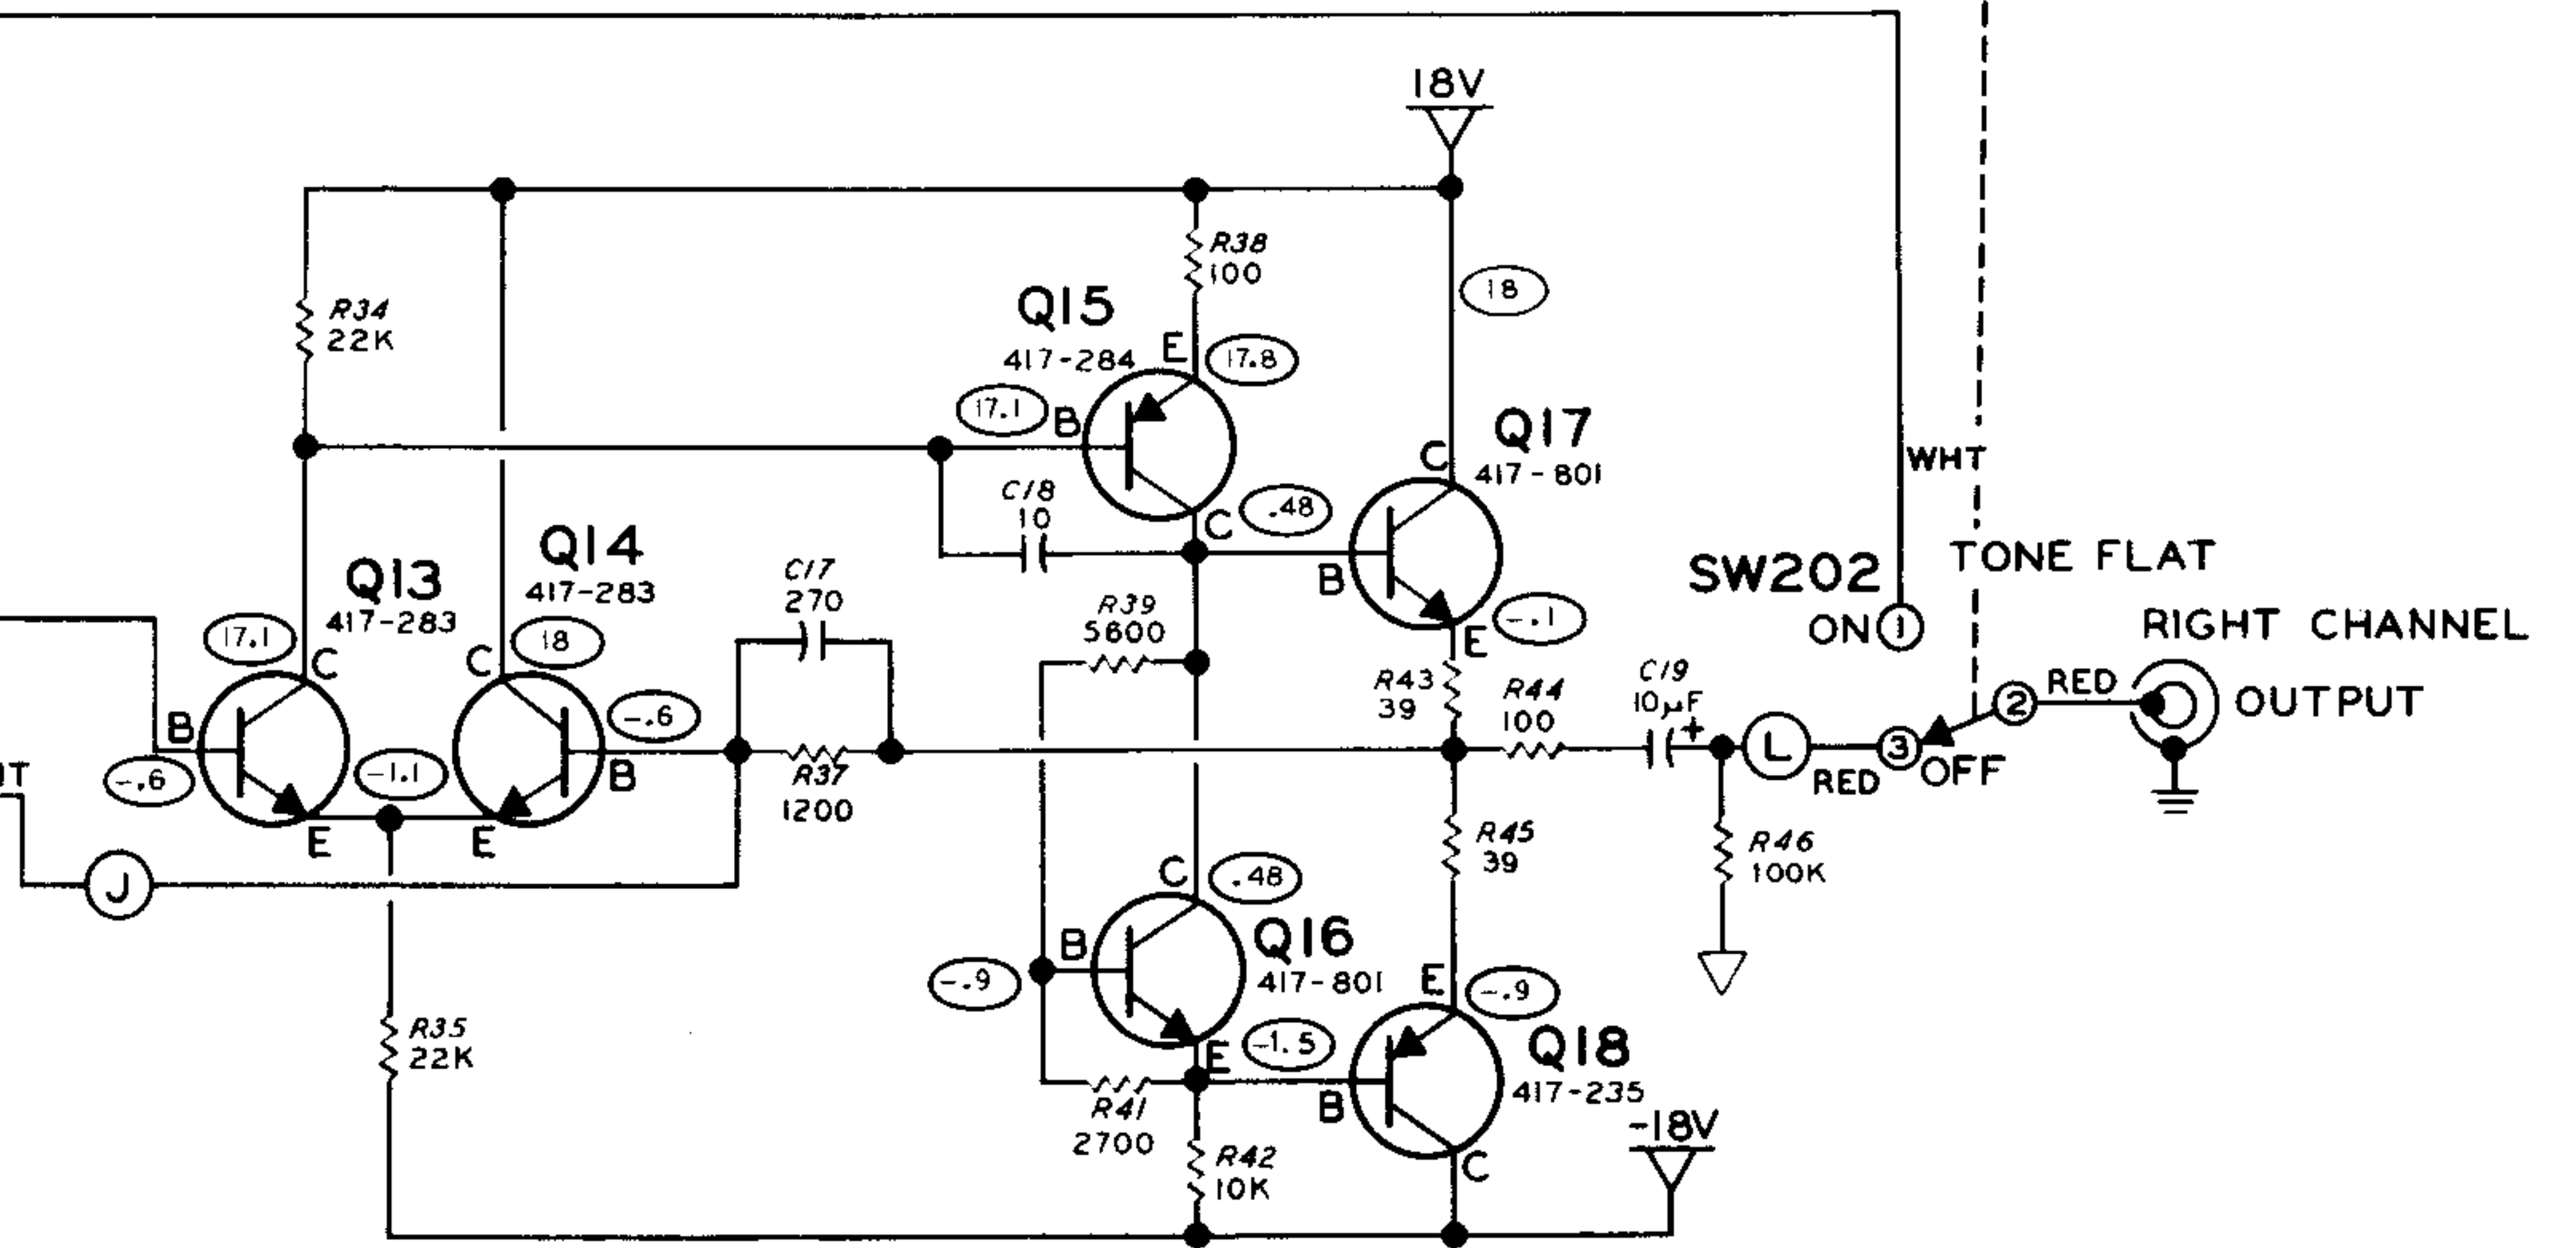 18V
R38
100
Q15
417-284
E
17.8
18
R34
22K
17.1
B
Q17
417-801
C
WHT
C18
10
C
.48
Q14
417-283
Q13
417-283
C17
270
B
-.1
E
SW202
ON
1
TONE FLAT
RIGHT CHANNEL
OUTPUT
17.1
C
C
18
R39
5600
R43
39
R44
100
C19
10µF
+
L
RED
3
OFF
2
RED
B
-.6
-1.1
-.6
B
R37
1200
E
E
J
R45
39
R46
100K
C
.48
Q16
417-801
B
-.9
E
-.9
Q18
417-235
-1.5
E
B
C
R35
22K
R41
2700
R42
10K
-18V